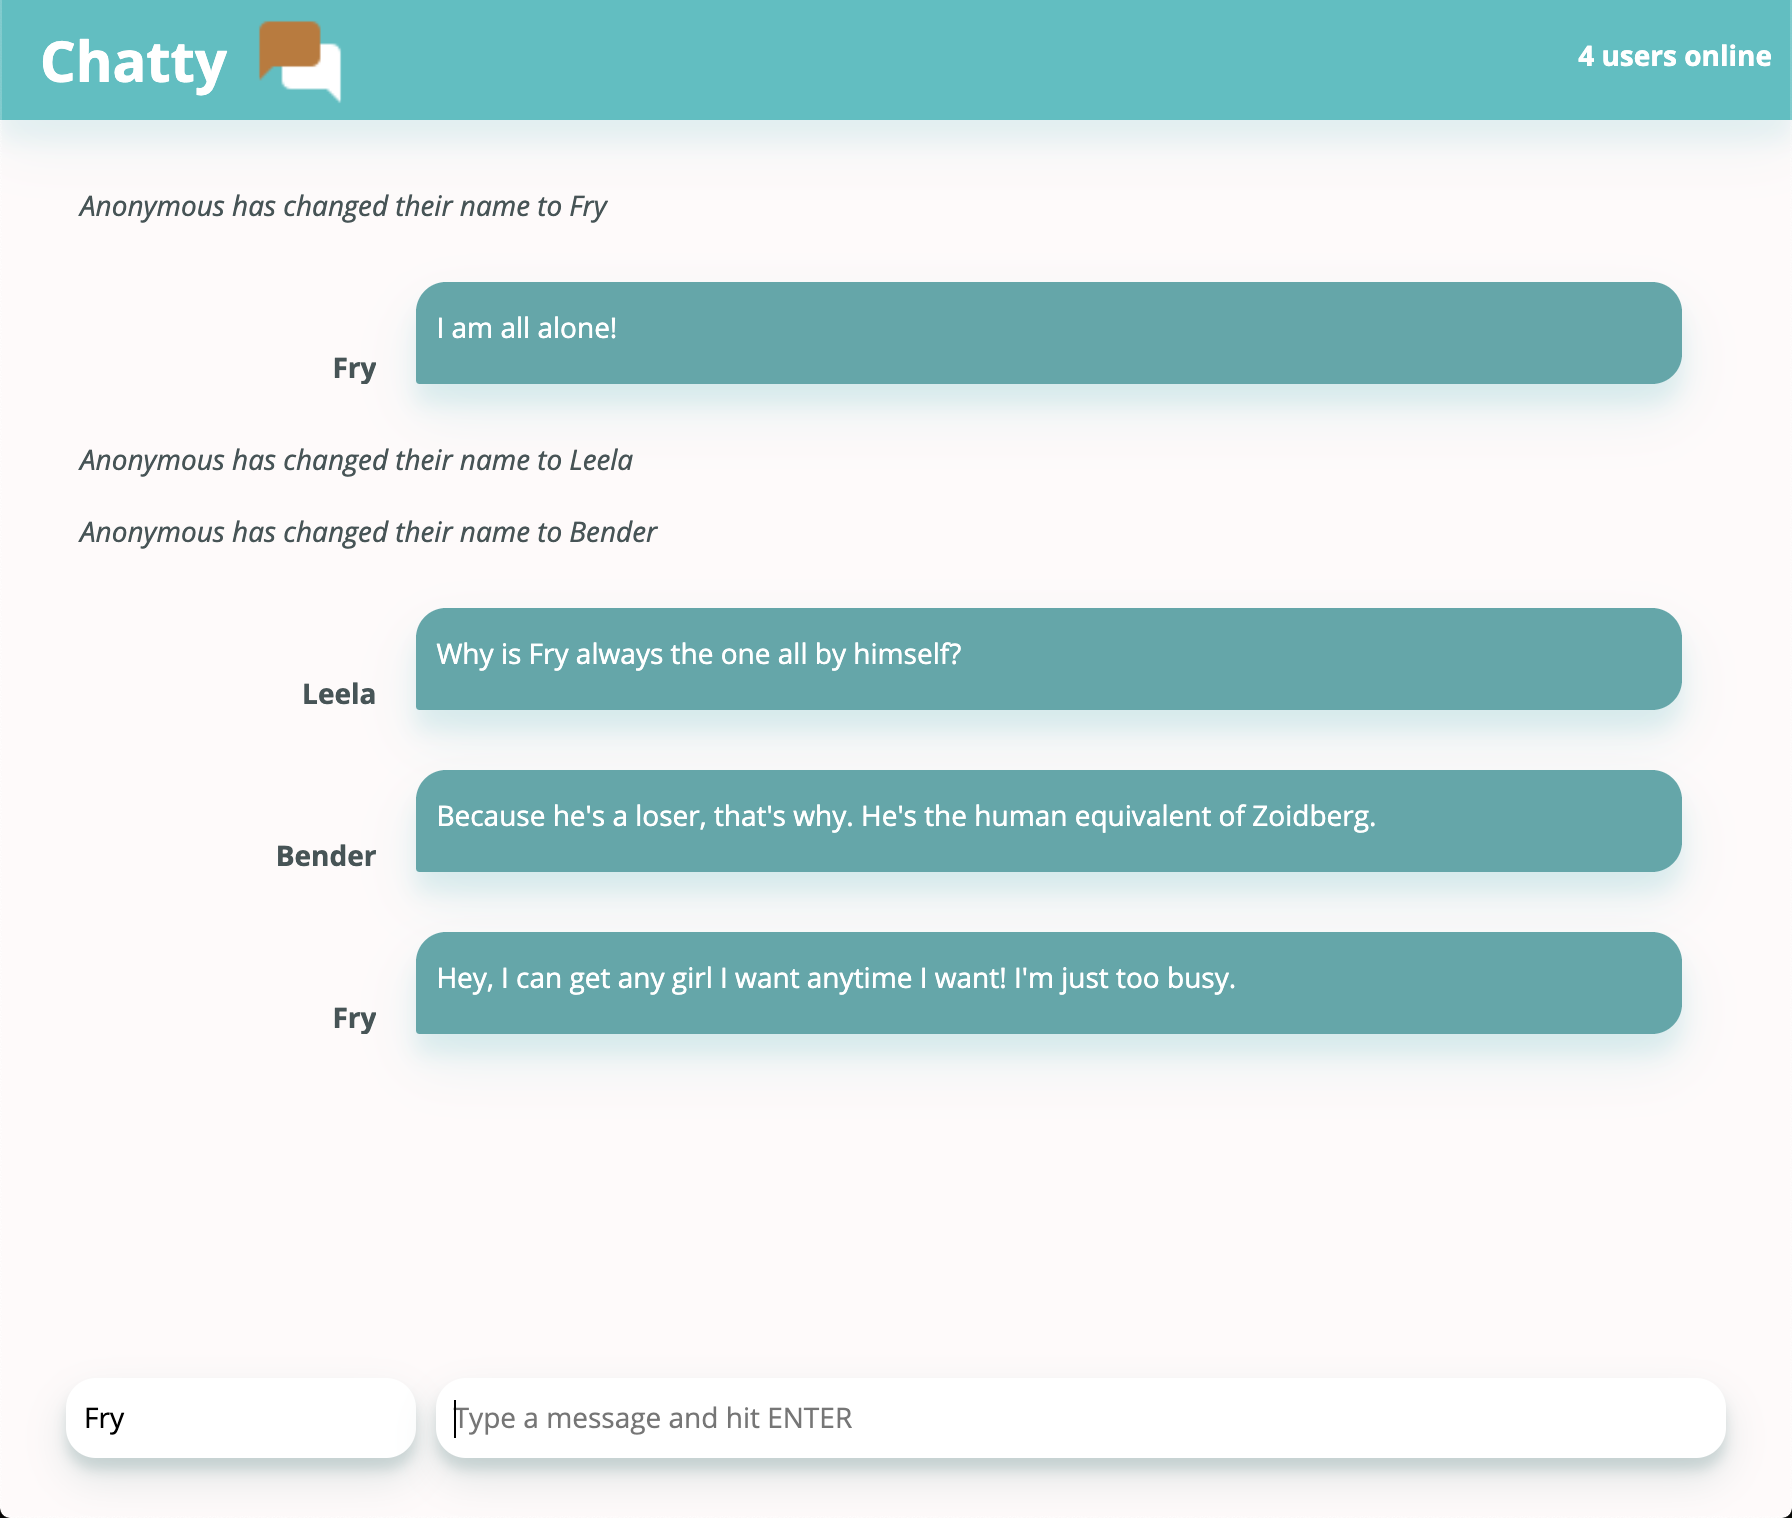 Chatty
4 users online
Anonymous has changed their name to Fry
I am all alone!
Fry
Anonymous has changed their name to Leela
Anonymous has changed their name to Bender
Why is Fry always the one all by himself?
Leela
Because he's a loser, that's why. He's the human equivalent of Zoidberg.
Bender
Hey, I can get any girl I want anytime I want! I'm just too busy.
Fry
Fry
Type a message and hit ENTER